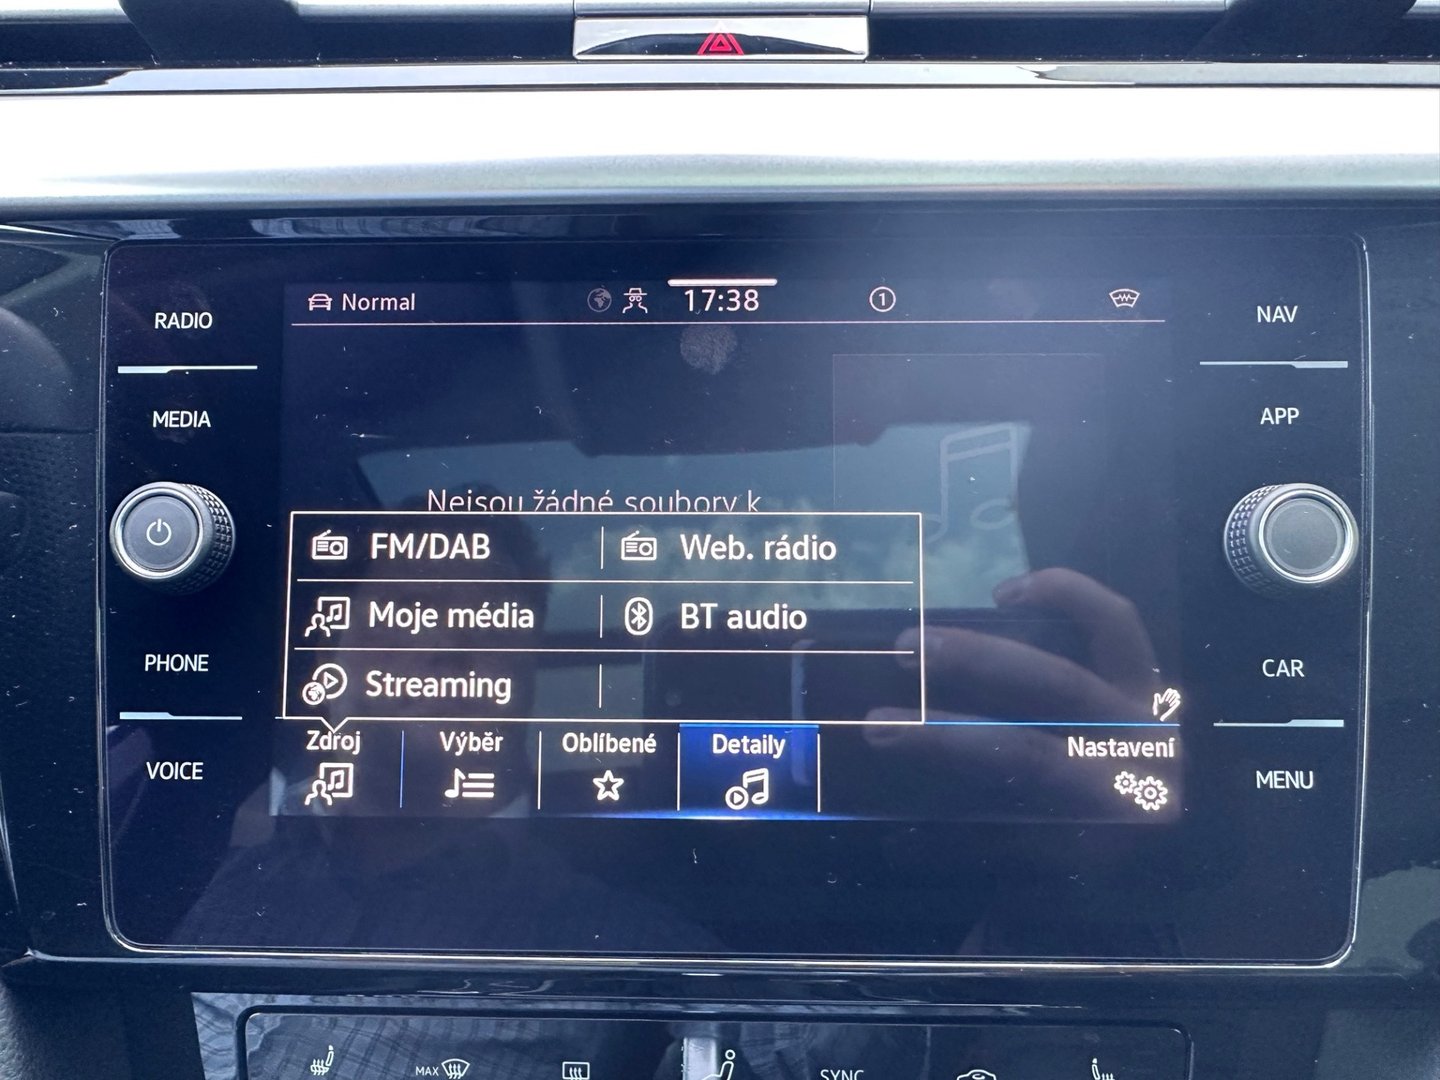 RADIO
MEDIA
PHONE
VOICE
Normal
17:38
1
Nejsou žádné soubory k
FM/DAB
Web. rádio
Moje média
BT audio
Streaming
Zdroj
Výběr
Oblíbené
Detaily
Nastavení
NAV
APP
CAR
MENU
MAX
SYNC